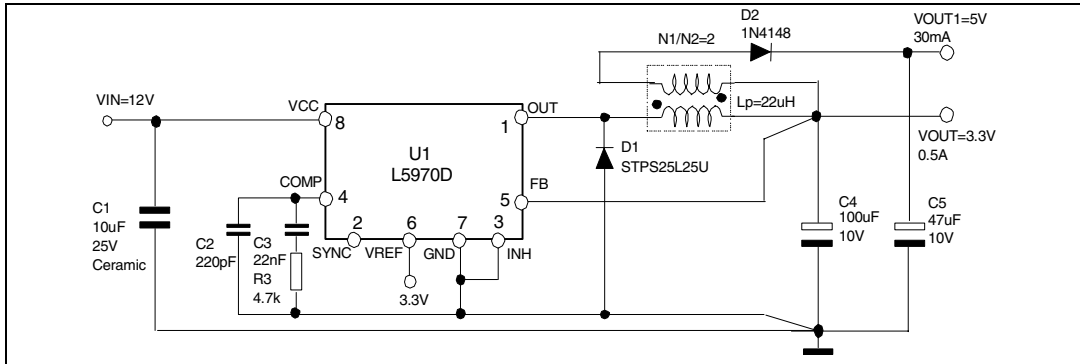 D2
1N4148
VOUT1=5V
30mA
N1/N2=2
VIN=12V
VCC
8
OUT
1
Lp=22uH
U1
L5970D
D1
STPS25L25U
VOUT=3.3V
0.5A
COMP
4
FB
5
C1
10uF
25V
Ceramic
C2
220pF
C3
22nF
R3
4.7k
2
6
7
3
SYNC
VREF
GND
INH
3.3V
C4
100uF
10V
C5
47uF
10V